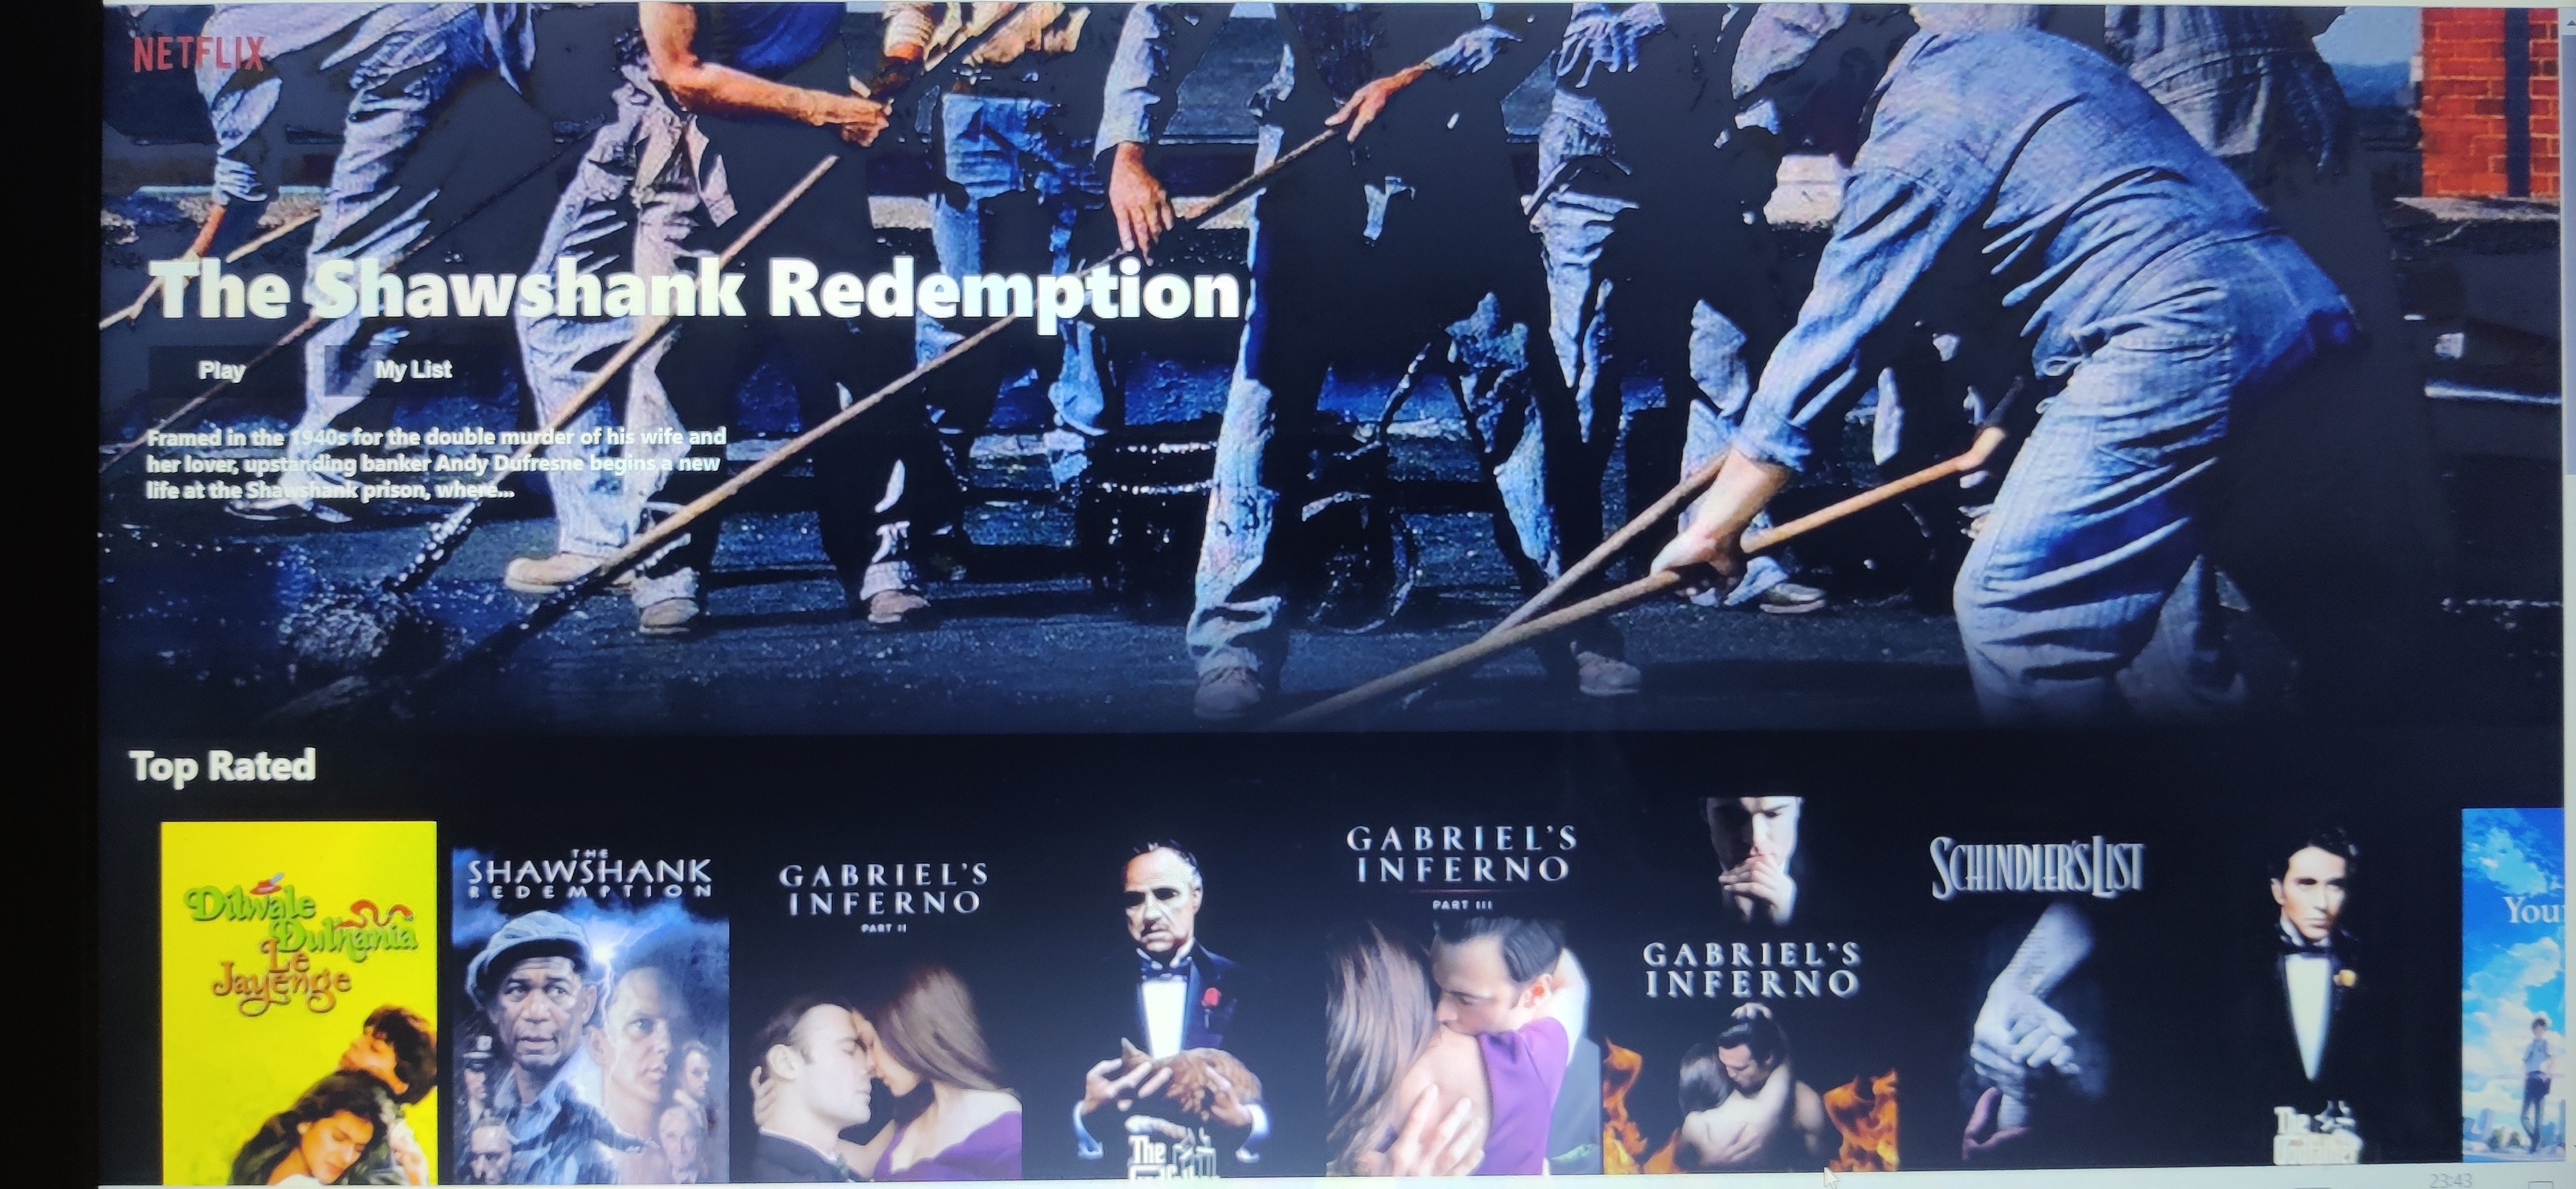 NETFLIX
The Shawshank Redemption
Play
My List
Framed in the 1940s for the double murder of his wife and
her lover, upstanding banker Andy Dufresne begins a new
life at the Shawshank prison, where...
Top Rated
Dilwale
Dulhania
Le
Jayenge
THE
SHAWSHANK
REDEMPTION
GABRIEL'S
INFERNO
PART II
The
GABRIEL'S
INFERNO
PART III
GABRIEL'S
INFERNO
SCHINDLER'S LIST
The
Godfather
You
23:43